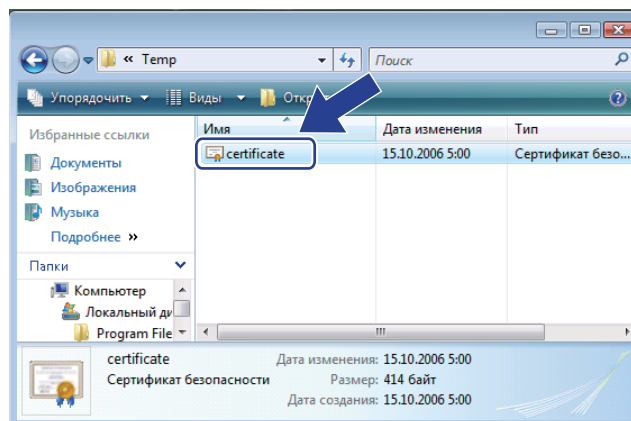 « Temp
Поиск
Упорядочить Виды
Избранные ссылки
Документы
Изображения
Музыка
Подробнее »
Папки
Компьютер
Локальный ди
Program File
Имя Дата изменения Тип
certificate 15.10.2006 5:00 Сертификат безо...
certificate Дата изменения: 15.10.2006 5:00
Сертификат безопасности Размер: 414 байт
Дата создания: 15.10.2006 5:00